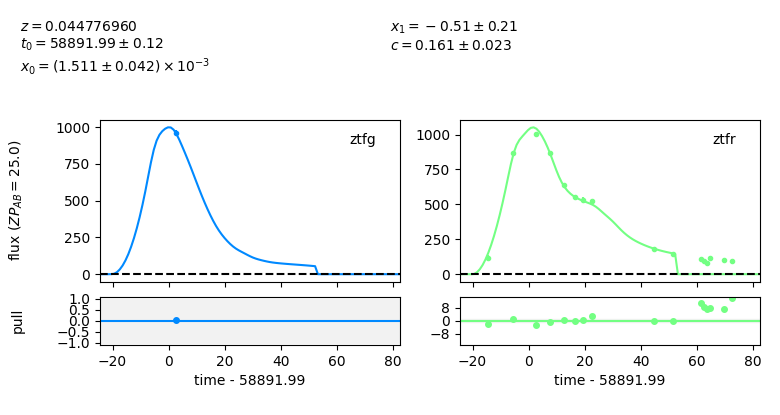 z = 0.044776960
t₀ = 58891.99 ± 0.12
x₀ = (1.511 ± 0.042) × 10⁻³
x₁ = −0.51 ± 0.21
c = 0.161 ± 0.023
flux (ZP_AB = 25.0)
1000
750
500
250
0
ztfg
1000
750
500
250
0
ztfr
pull
1.0
0.5
0.0
−0.5
−1.0
8
0
−8
−20 0 20 40 60 80
−20 0 20 40 60 80
time - 58891.99
time - 58891.99